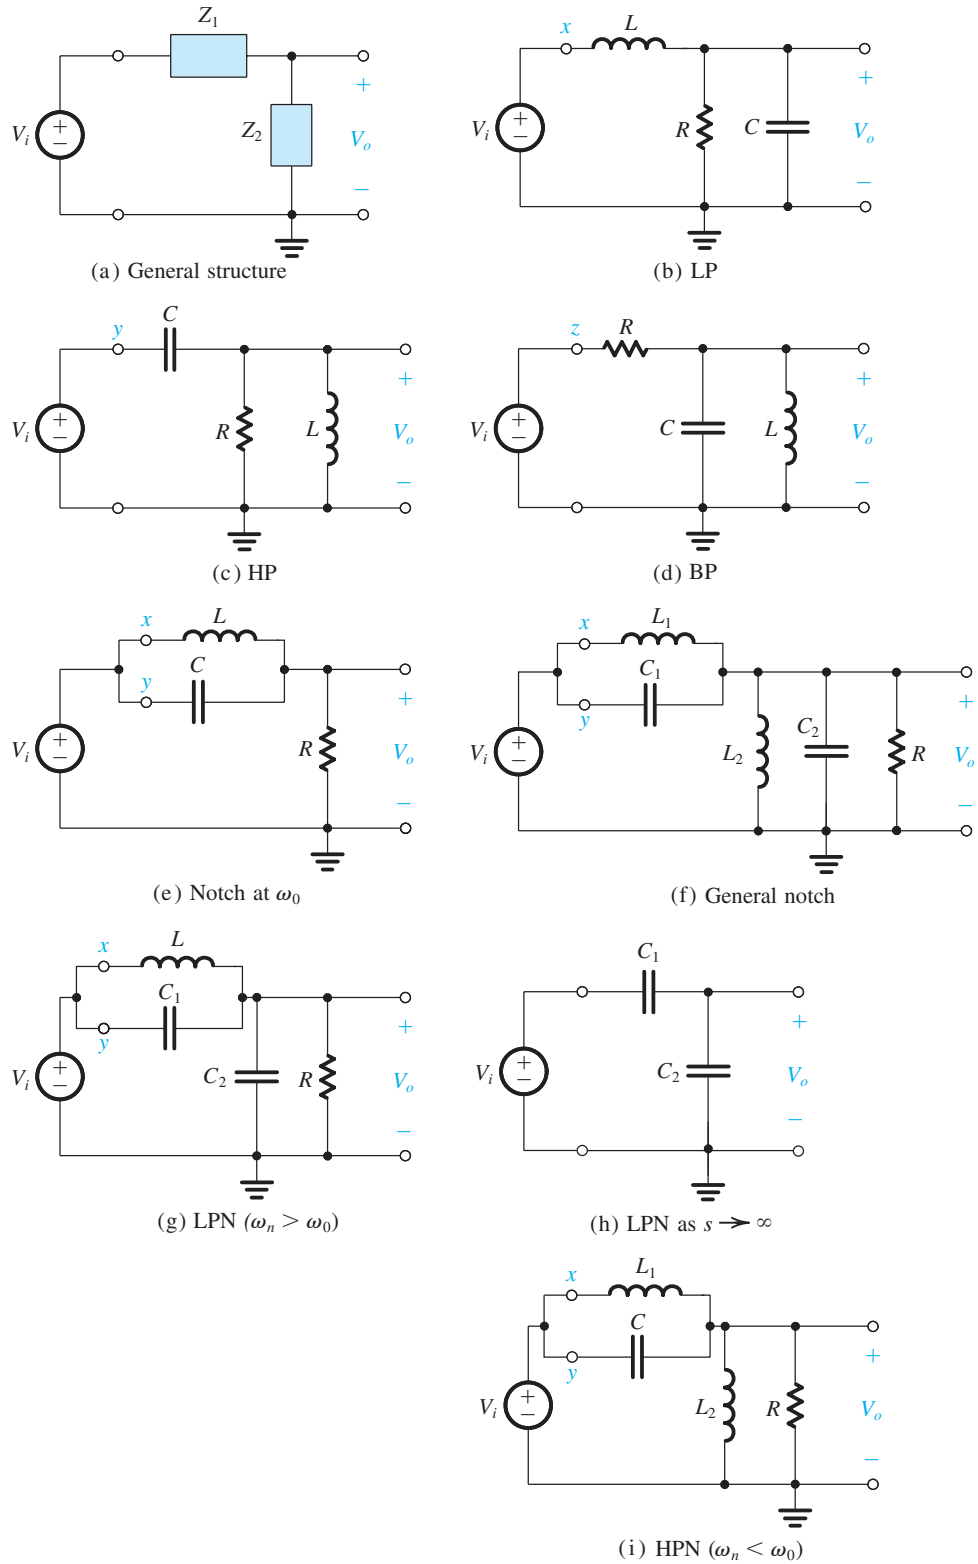 Z1
Vi
Z2
+
−
+
Vo
−
(a) General structure
x
L
Vi
+
−
R
C
+
Vo
−
(b) LP
y
C
Vi
+
−
R
L
+
Vo
−
(c) HP
z
R
Vi
+
−
C
L
+
Vo
−
(d) BP
x
L
y
C
Vi
+
−
R
+
Vo
−
(e) Notch at ω0
x
L1
y
C1
Vi
+
−
L2
C2
R
+
Vo
−
(f) General notch
x
L
y
C1
Vi
+
−
C2
R
+
Vo
−
(g) LPN (ωn > ω0)
C1
Vi
+
−
C2
+
Vo
−
(h) LPN as s → ∞
x
L1
y
C
Vi
+
−
L2
R
+
Vo
−
(i) HPN (ωn < ω0)